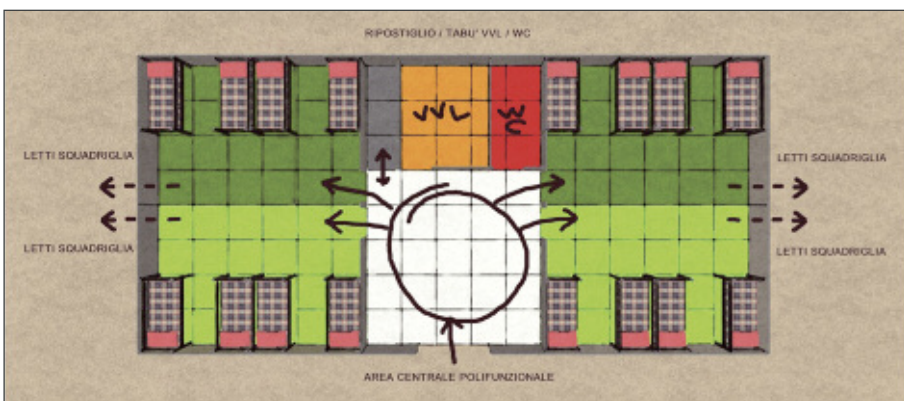 RIPOSTIGLIO / TABU' VVL / WC
VVL
WC
LETTI SQUADRIGLIA
LETTI SQUADRIGLIA
LETTI SQUADRIGLIA
LETTI SQUADRIGLIA
AREA CENTRALE POLIFUNZIONALE